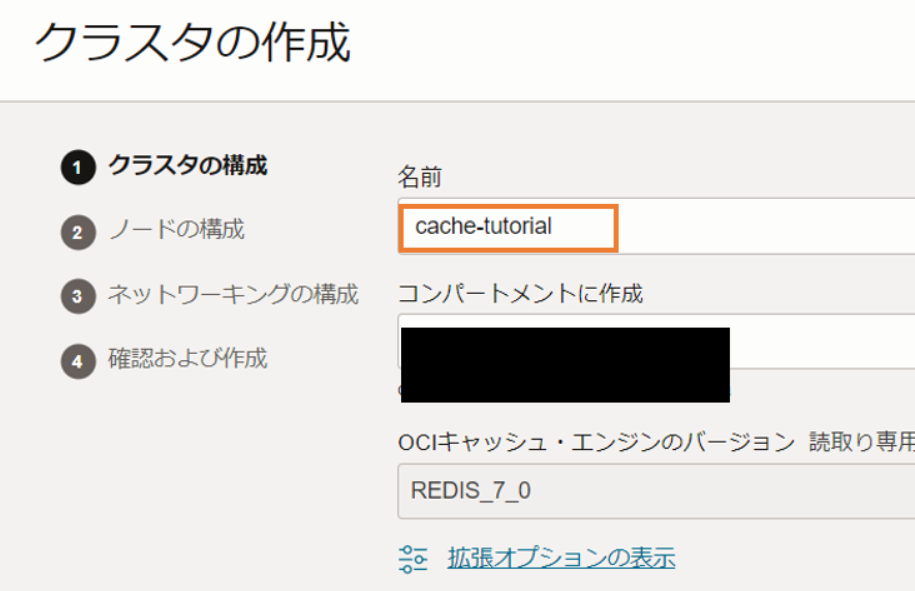 クラスタの作成
1 クラスタの構成
2 ノードの構成
3 ネットワーキングの構成
4 確認および作成
名前
cache-tutorial
コンパートメントに作成
OCIキャッシュ・エンジンのバージョン 読取り専用
REDIS_7_0
拡張オプションの表示